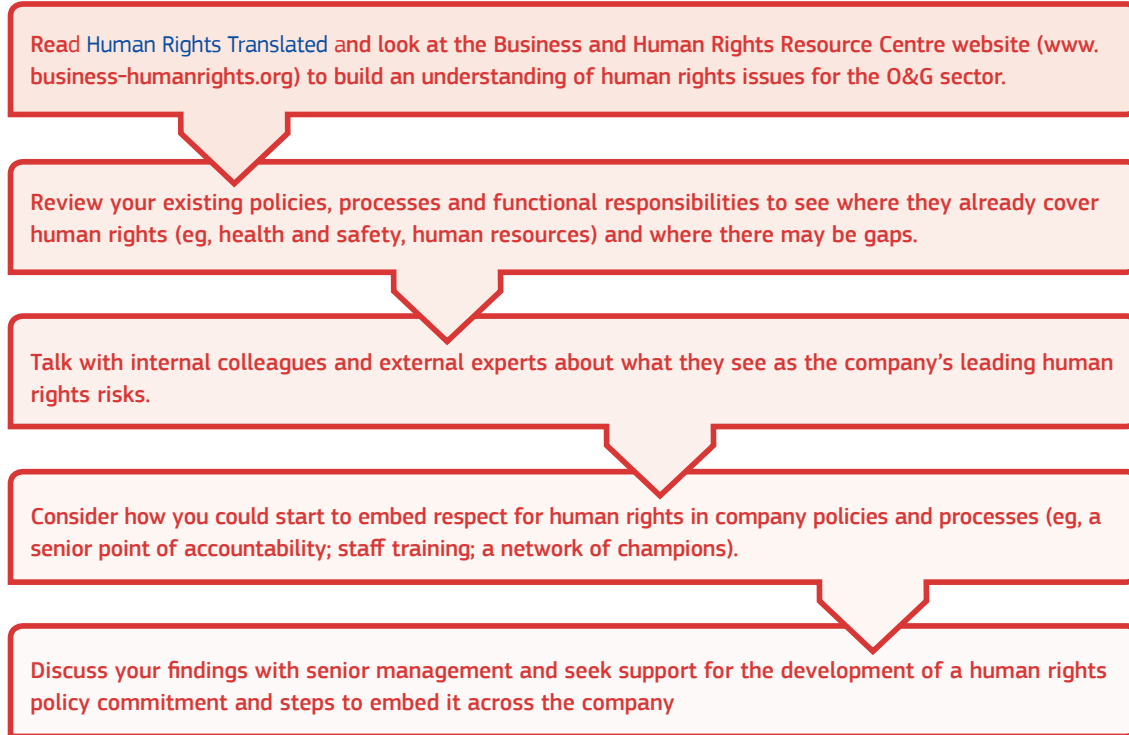 Read Human Rights Translated and look at the Business and Human Rights Resource Centre website (www.
business-humanrights.org) to build an understanding of human rights issues for the O&G sector.
Review your existing policies, processes and functional responsibilities to see where they already cover
human rights (eg, health and safety, human resources) and where there may be gaps.
Talk with internal colleagues and external experts about what they see as the company's leading human
rights risks.
Consider how you could start to embed respect for human rights in company policies and processes (eg, a
senior point of accountability; staff training; a network of champions).
Discuss your findings with senior management and seek support for the development of a human rights
policy commitment and steps to embed it across the company